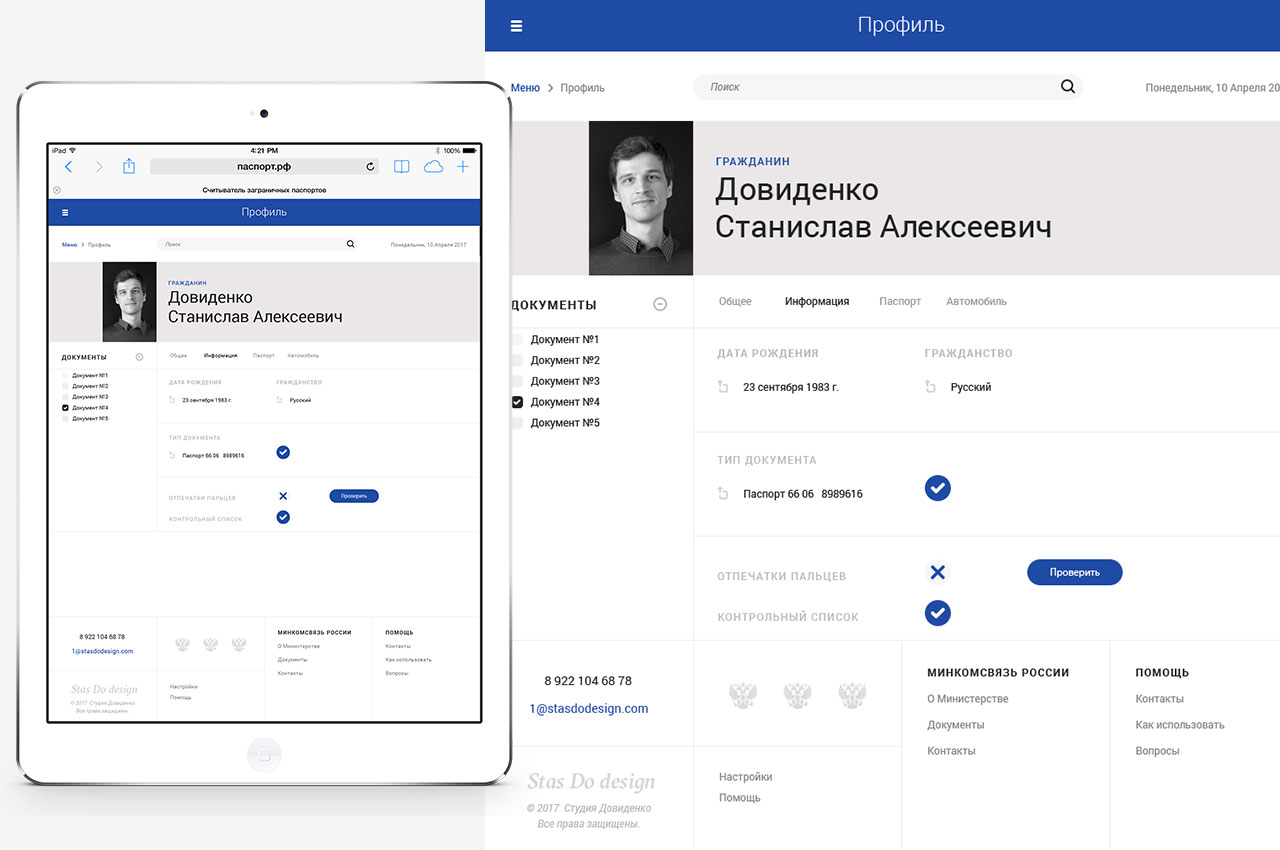 iPad
4:21 PM
100%
паспорт.рф
Считыватель заграничных паспортов
Профиль
Меню > Профиль
Поиск
Понедельник, 10 Апреля 2017
ГРАЖДАНИН
Довиденко
Станислав Алексеевич
ДОКУМЕНТЫ
Общее Информация Паспорт Автомобиль
Документ №1
Документ №2
Документ №3
Документ №4
Документ №5
ДАТА РОЖДЕНИЯ ГРАЖДАНСТВО
23 сентября 1983 г. Русский
ТИП ДОКУМЕНТА
Паспорт 66 06 8989616
ОТПЕЧАТКИ ПАЛЬЦЕВ
Проверить
КОНТРОЛЬНЫЙ СПИСОК
8 922 104 68 78
1@stasdodesign.com
Stas Do design
© 2017 Студия Довиденко
Все права защищены.
Настройки
Помощь
МИНКОМСВЯЗЬ РОССИИ
О Министерстве
Документы
Контакты
ПОМОЩЬ
Контакты
Как использовать
Вопросы
Профиль
Меню > Профиль
Поиск
Понедельник, 10 Апреля 20
ГРАЖДАНИН
Довиденко
Станислав Алексеевич
ДОКУМЕНТЫ
Общее Информация Паспорт Автомобиль
Документ №1
Документ №2
Документ №3
Документ №4
Документ №5
ДАТА РОЖДЕНИЯ ГРАЖДАНСТВО
23 сентября 1983 г. Русский
ТИП ДОКУМЕНТА
Паспорт 66 06 8989616
ОТПЕЧАТКИ ПАЛЬЦЕВ
Проверить
КОНТРОЛЬНЫЙ СПИСОК
8 922 104 68 78
1@stasdodesign.com
Stas Do design
© 2017 Студия Довиденко
Все права защищены.
Настройки
Помощь
МИНКОМСВЯЗЬ РОССИИ
О Министерстве
Документы
Контакты
ПОМОЩЬ
Контакты
Как использовать
Вопросы